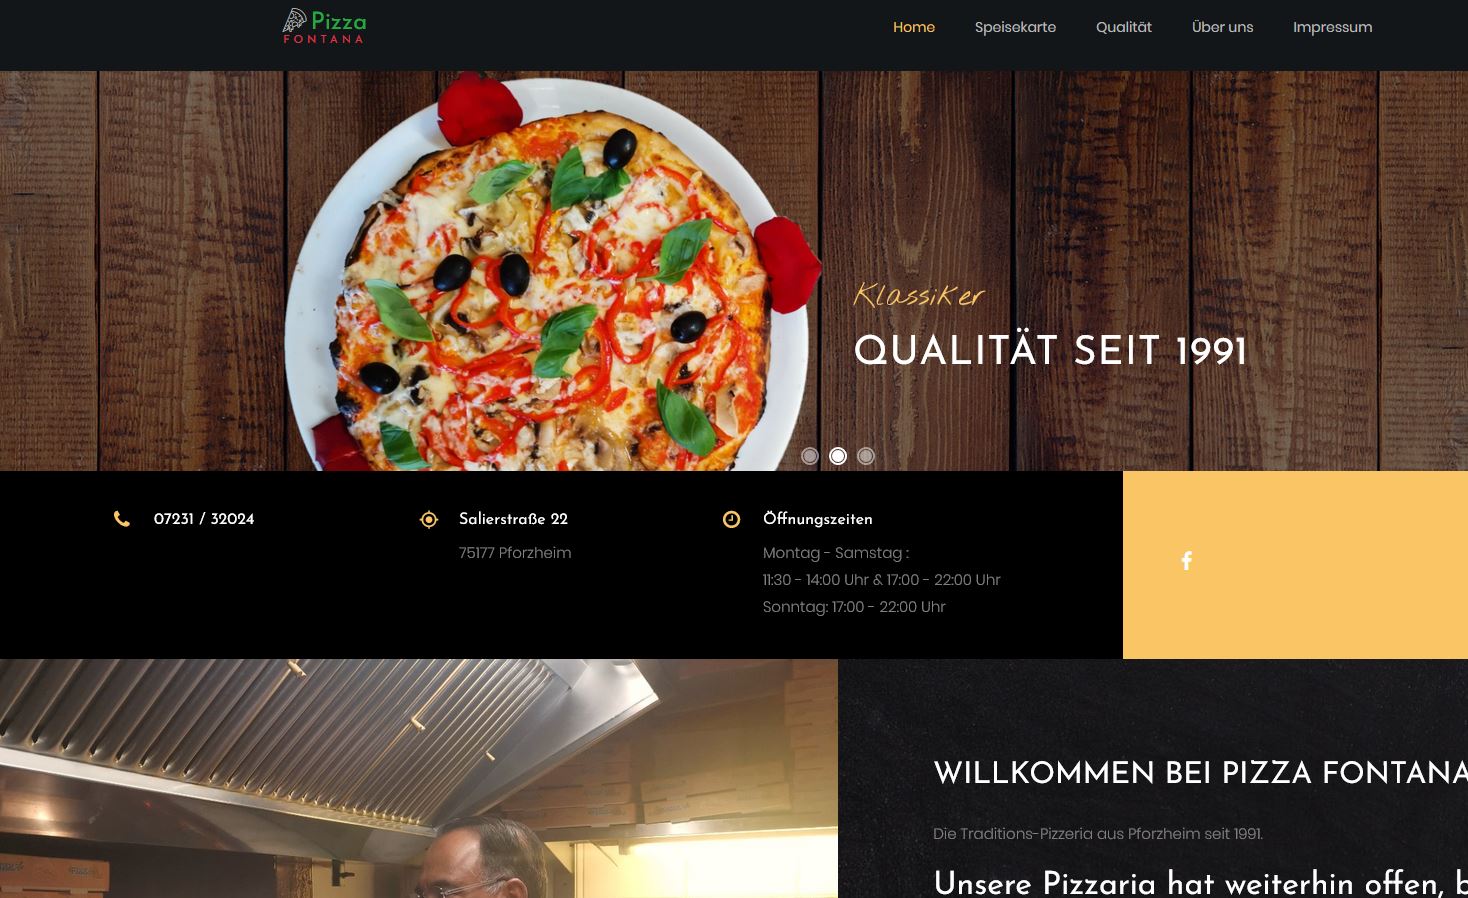 Pizza
FONTANA
Home Speisekarte Qualität Über uns Impressum
Klassiker
QUALITÄT SEIT 1991
07231 / 32024
Salierstraße 22
75177 Pforzheim
Öffnungszeiten
Montag - Samstag :
11:30 - 14:00 Uhr & 17:00 - 22:00 Uhr
Sonntag: 17:00 - 22:00 Uhr
WILLKOMMEN BEI PIZZA FONTANA
Die Traditions-Pizzeria aus Pforzheim seit 1991.
Unsere Pizzaria hat weiterhin offen,